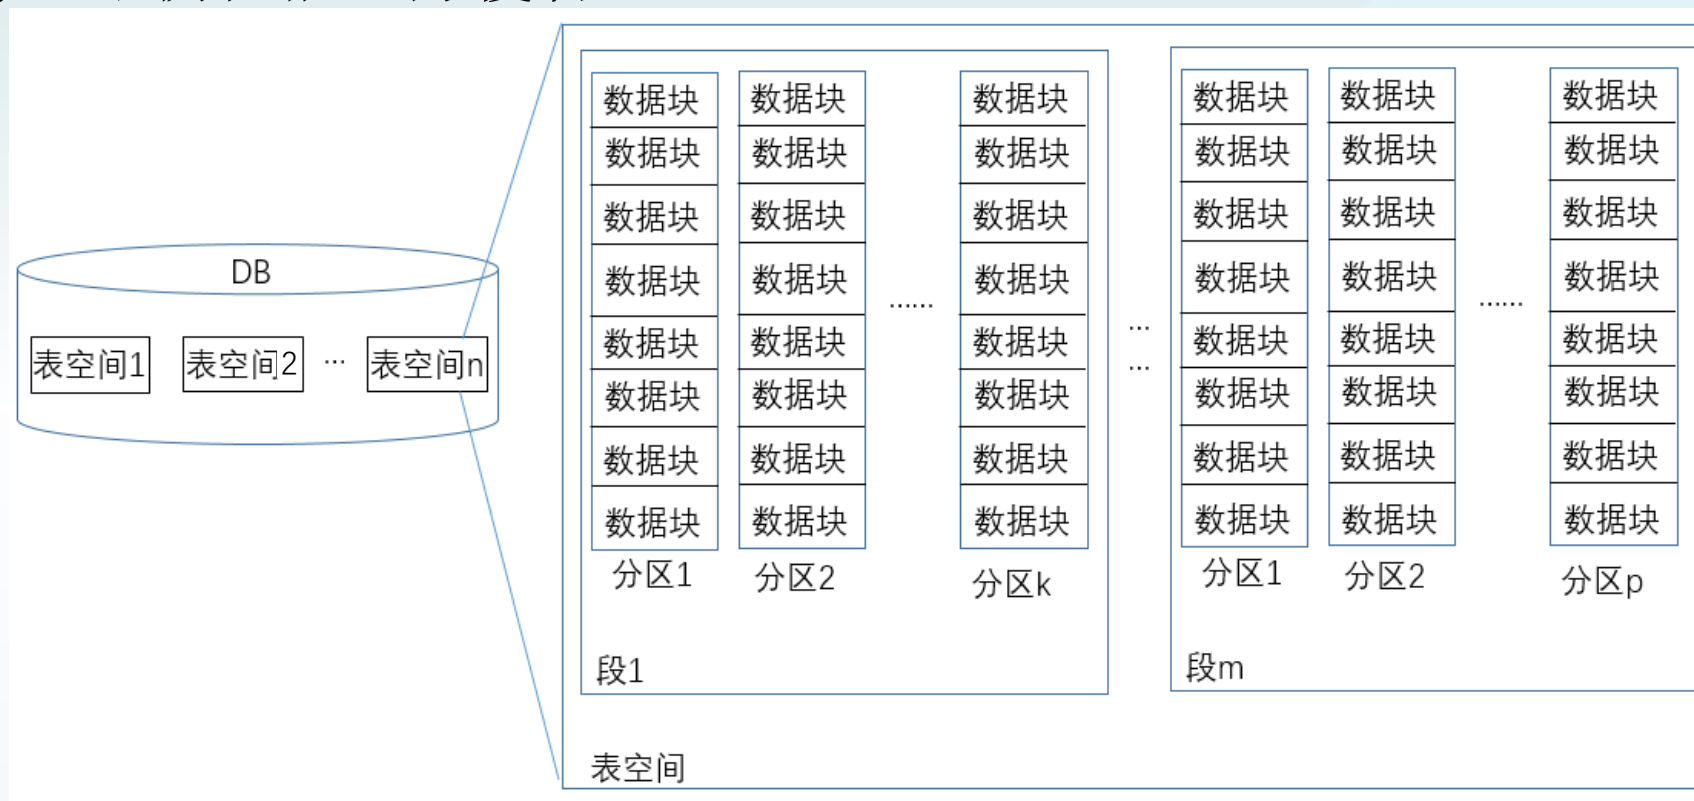 DB
表空间1 表空间2 ... 表空间n
数据块 数据块 数据块 数据块 数据块 数据块
数据块 数据块 数据块 数据块 数据块 数据块
数据块 数据块 数据块 数据块 数据块 数据块
数据块 数据块 ...... 数据块 数据块 数据块 ...... 数据块
数据块 数据块 数据块 ... 数据块 数据块 数据块
数据块 数据块 数据块 ... 数据块 数据块 数据块
数据块 数据块 数据块 数据块 数据块 数据块
数据块 数据块 数据块 数据块 数据块 数据块
分区1 分区2 分区k 分区1 分区2 分区p
段1 段m
表空间